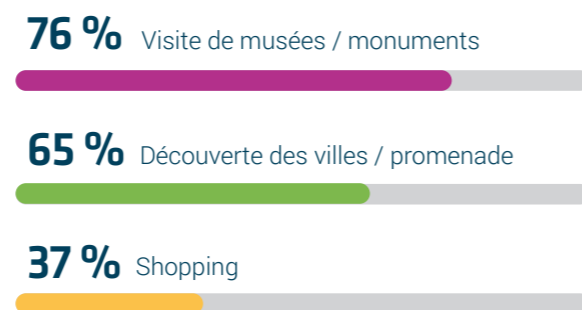 76 % Visite de musées / monuments
65 % Découverte des villes / promenade
37 % Shopping